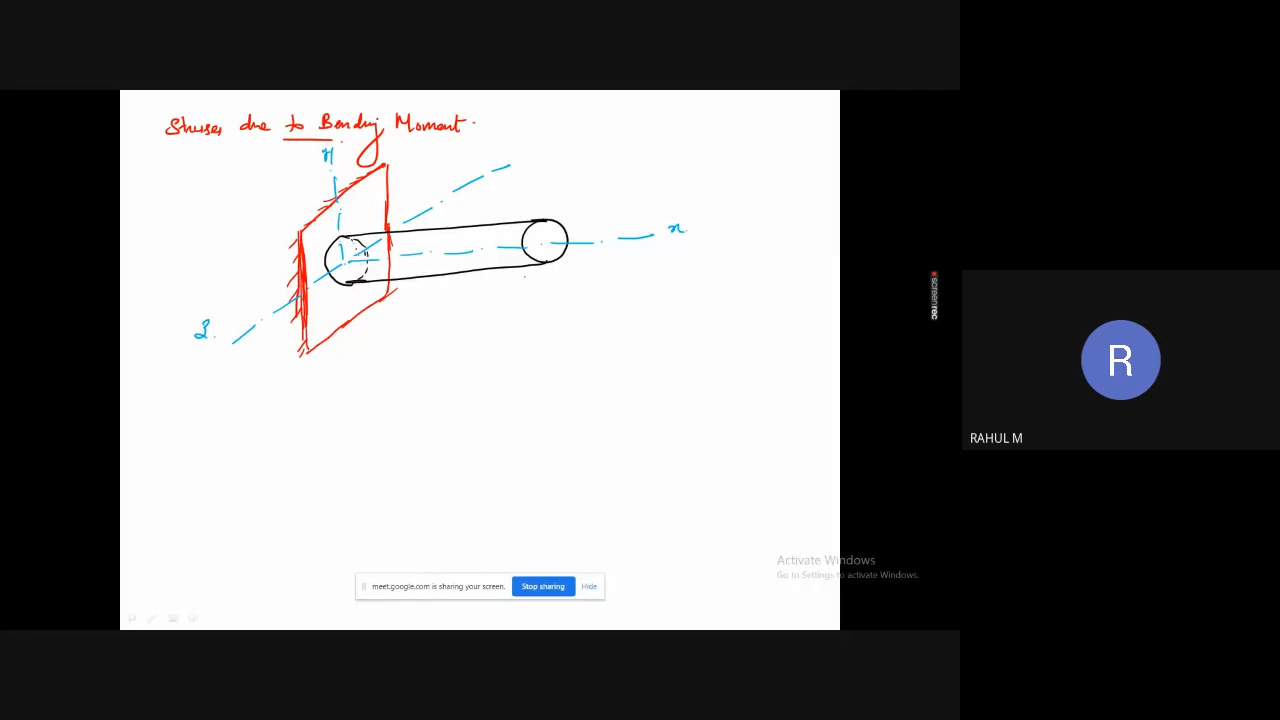 Stresses due to Bending Moment.
y
x
z
screenrec
R
RAHUL M
Activate Windows
Go to Settings to activate Windows.
meet.google.com is sharing your screen. Stop sharing Hide